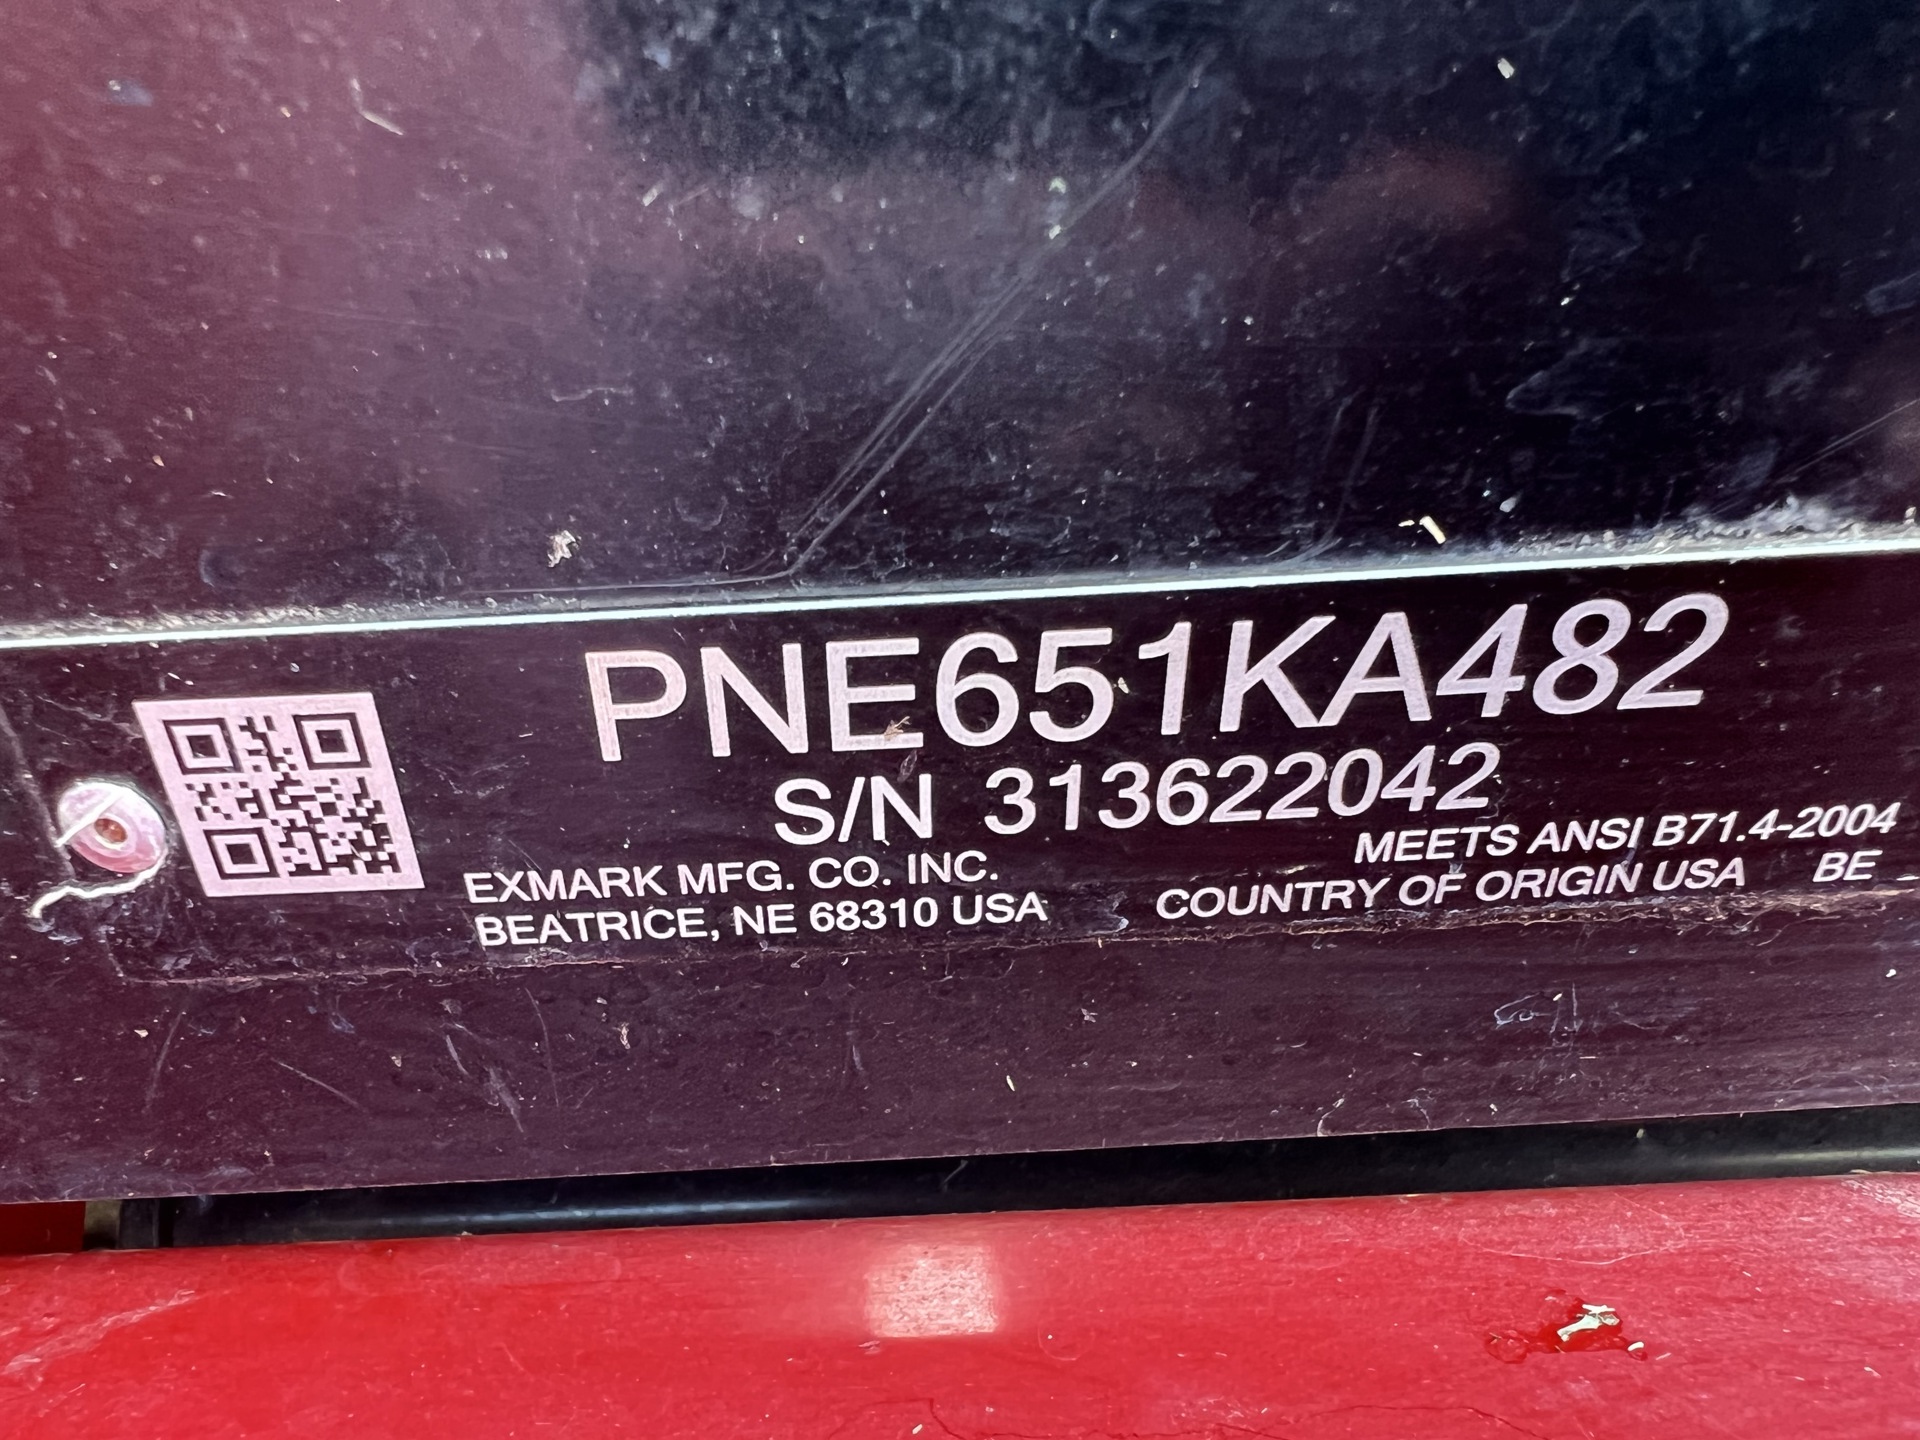 PNE651KA482
S/N 313622042
EXMARK MFG. CO. INC.
BEATRICE, NE 68310 USA
MEETS ANSI B71.4-2004
COUNTRY OF ORIGIN USA BE